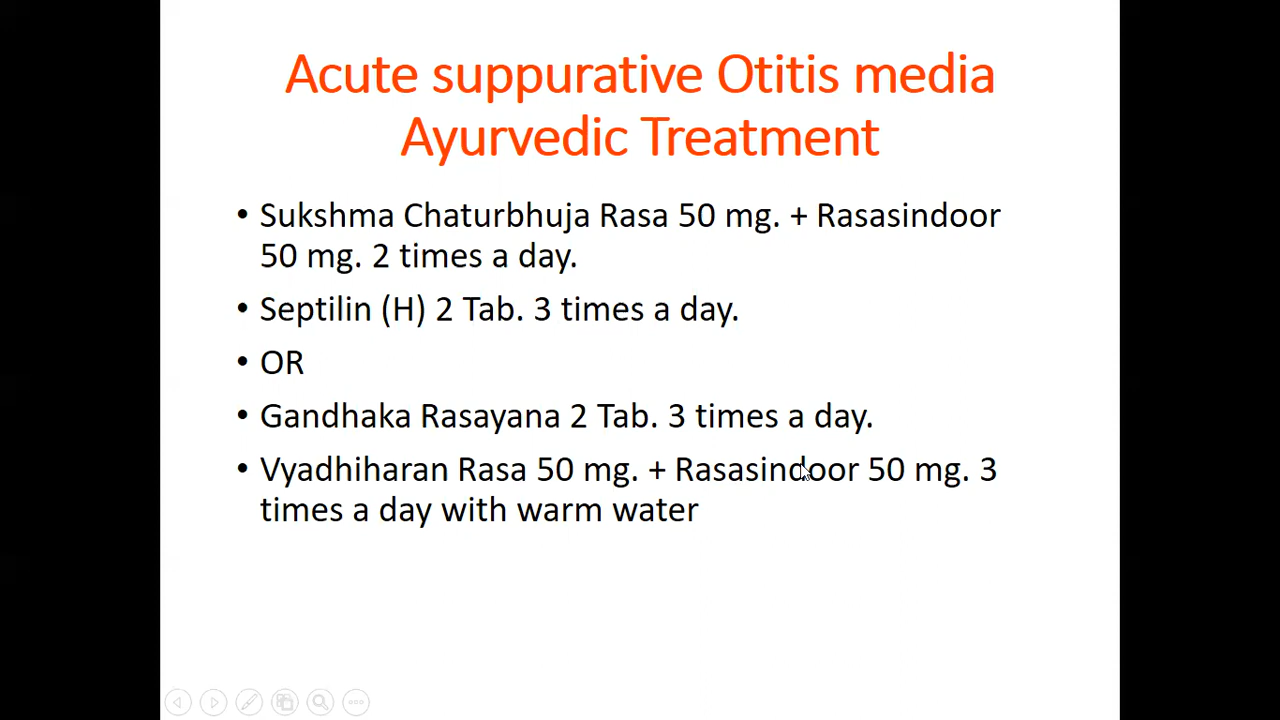 Acute suppurative Otitis media
Ayurvedic Treatment
• Sukshma Chaturbhuja Rasa 50 mg. + Rasasindoor
50 mg. 2 times a day.
• Septilin (H) 2 Tab. 3 times a day.
• OR
• Gandhaka Rasayana 2 Tab. 3 times a day.
• Vyadhiharan Rasa 50 mg. + Rasasindoor 50 mg. 3
times a day with warm water